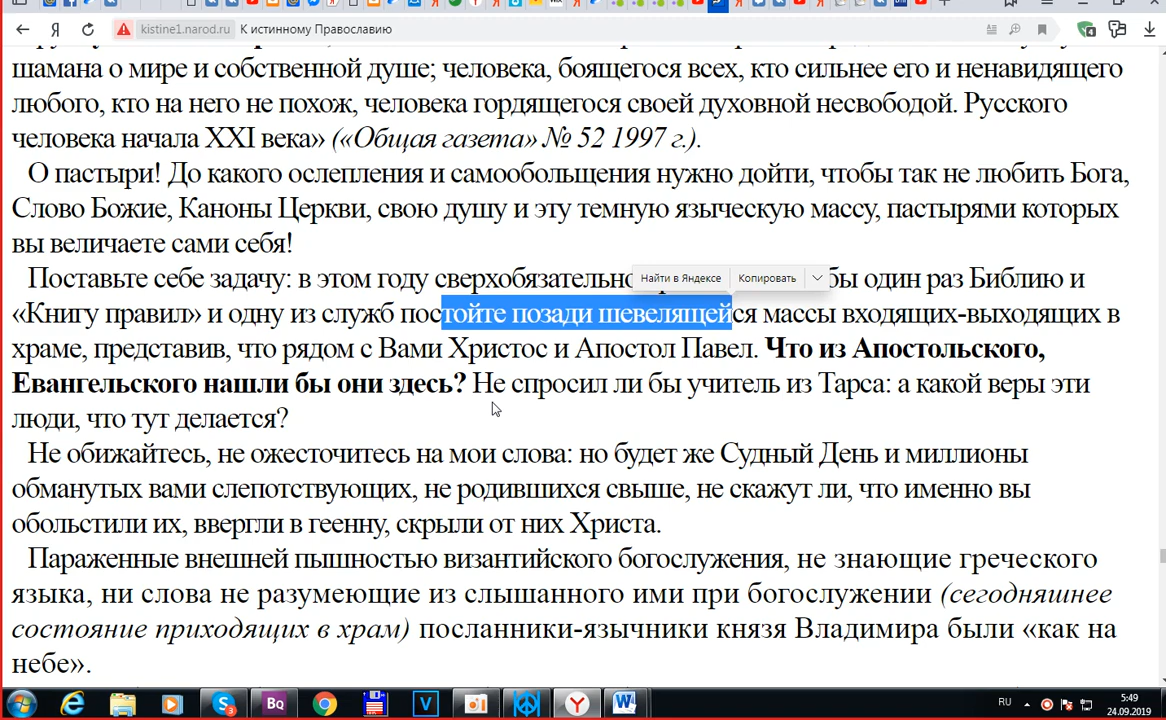 kistine1.narod.ru К истинному Православию
4
шамана о мире и собственной душе; человека, боящегося всех, кто сильнее его и ненавидящего
любого, кто на него не похож, человека гордящегося своей духовной несвободой. Русского
человека начала XXI века» («Общая газета» № 52 1997 г.).
О пастыри! До какого ослепления и самообольщения нужно дойти, чтобы так не любить Бога,
Слово Божие, Каноны Церкви, свою душу и эту темную языческую массу, пастырями которых
вы величаете сами себя!
Поставьте себе задачу: в этом году сверхобязательно бы один раз Библию и
Найти в Яндексе Копировать
«Книгу правил» и одну из служб постойте позади шевелящейся массы входящих-выходящих в
храме, представив, что рядом с Вами Христос и Апостол Павел. Что из Апостольского,
Евангельского нашли бы они здесь? Не спросил ли бы учитель из Тарса: а какой веры эти
люди, что тут делается?
Не обижайтесь, не ожесточитесь на мои слова: но будет же Судный День и миллионы
обманутых вами слепотствующих, не родившихся свыше, не скажут ли, что именно вы
обольстили их, ввергли в геенну, скрыли от них Христа.
Параженные внешней пышностью византийского богослужения, не знающие греческого
языка, ни слова не разумеющие из слышанного ими при богослужении (сегодняшнее
состояние приходящих в храм) посланники-язычники князя Владимира были «как на
небе».
RU 5:49
24.09.2019